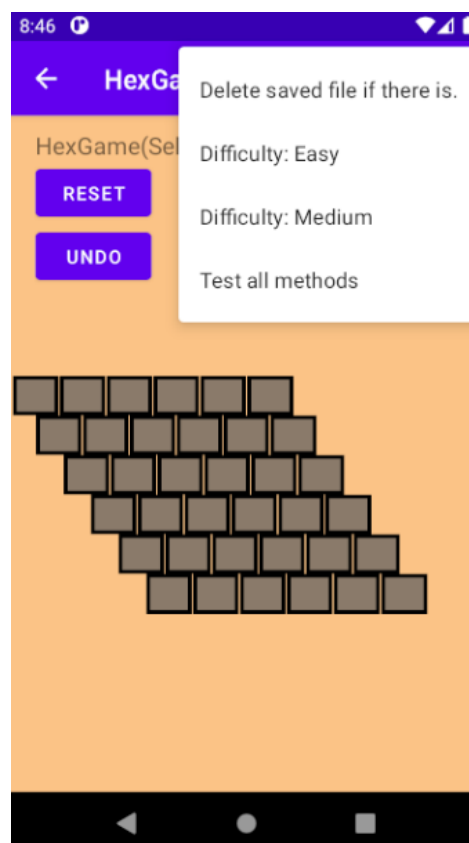 8:46
HexGa
Delete saved file if there is.
HexGame(Sel
Difficulty: Easy
RESET
Difficulty: Medium
UNDO
Test all methods